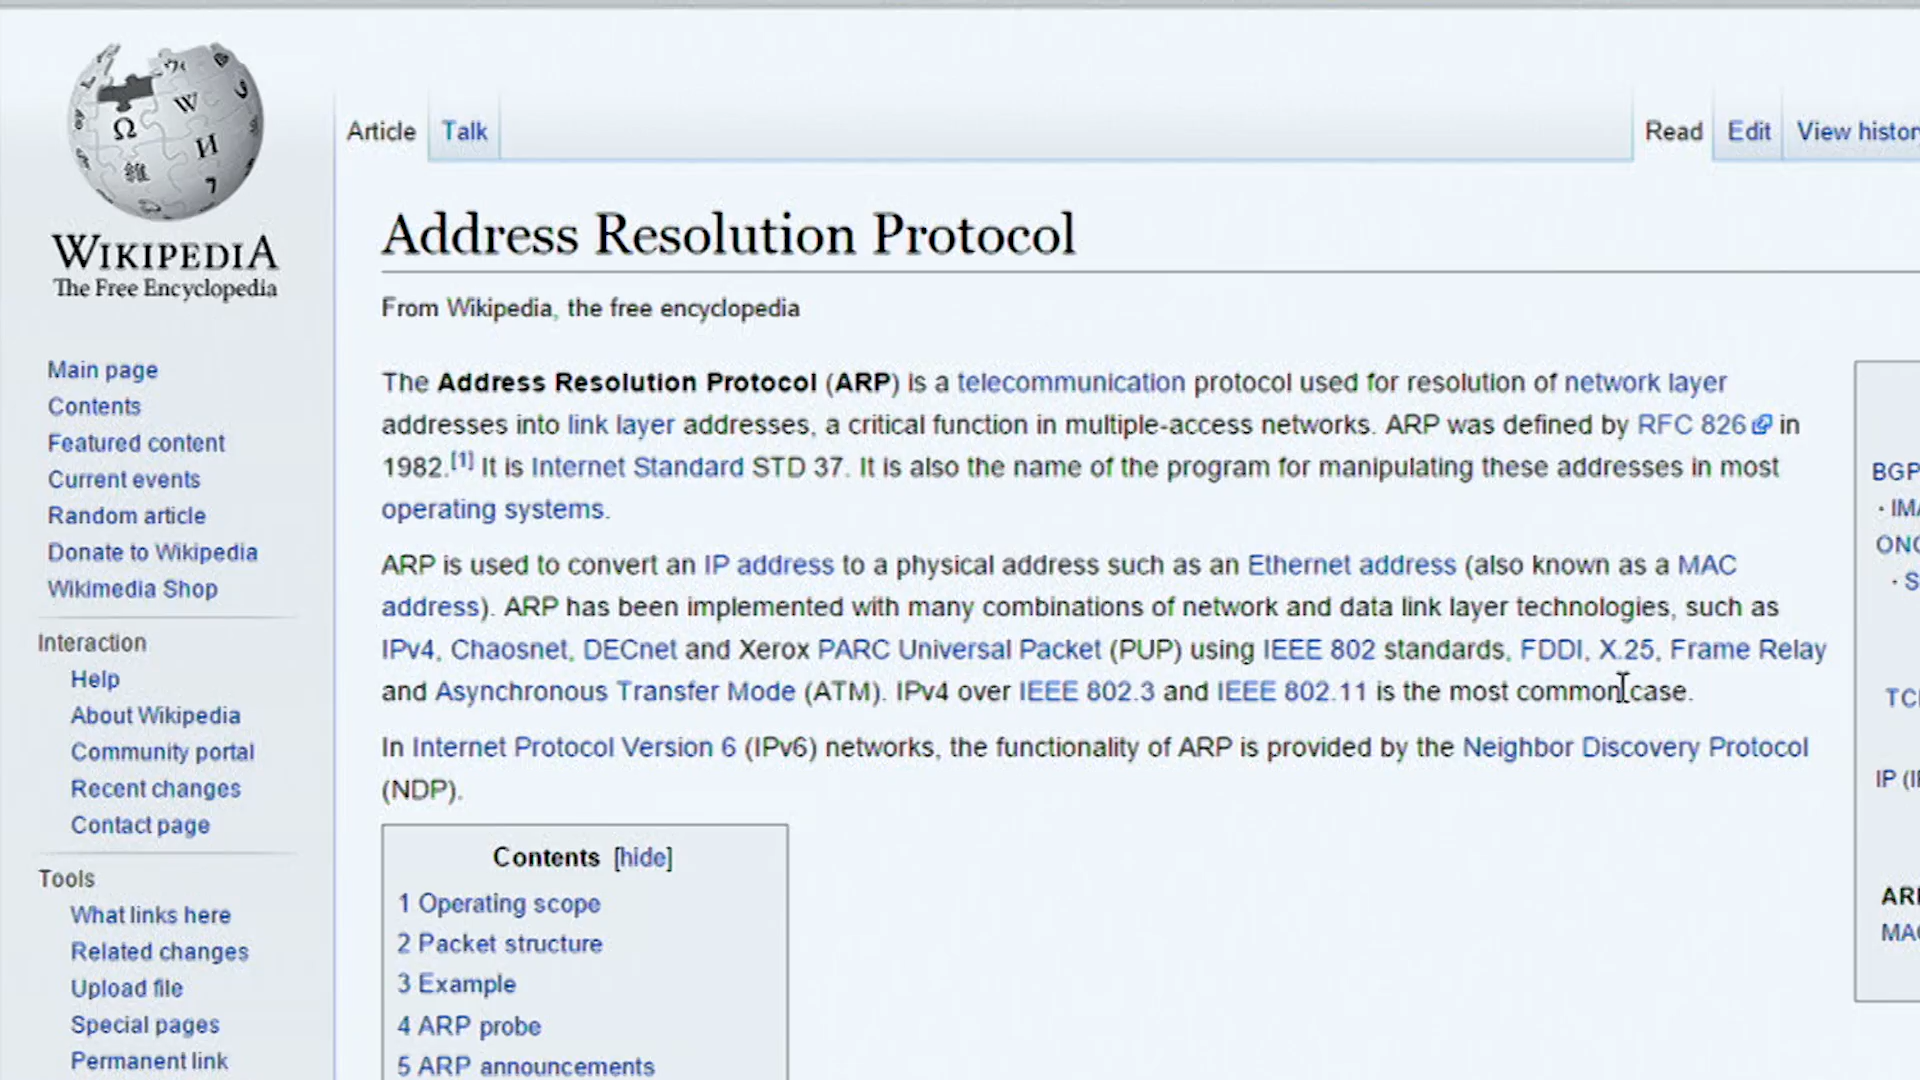 WIKIPEDIA
The Free Encyclopedia
Main page
Contents
Featured content
Current events
Random article
Donate to Wikipedia
Wikimedia Shop
Interaction
Help
About Wikipedia
Community portal
Recent changes
Contact page
Tools
What links here
Related changes
Upload file
Special pages
Permanent link
Article Talk Read Edit View
Address Resolution Protocol
From Wikipedia, the free encyclopedia
The Address Resolution Protocol (ARP) is a telecommunication protocol used for resolution of network layer
addresses into link layer addresses, a critical function in multiple-access networks. ARP was defined by RFC 826 in
1982.[1] It is Internet Standard STD 37. It is also the name of the program for manipulating these addresses in most
operating systems.
ARP is used to convert an IP address to a physical address such as an Ethernet address (also known as a MAC
address). ARP has been implemented with many combinations of network and data link layer technologies, such as
IPv4, Chaosnet, DECnet and Xerox PARC Universal Packet (PUP) using IEEE 802 standards, FDDI, X.25, Frame Relay
and Asynchronous Transfer Mode (ATM). IPv4 over IEEE 802.3 and IEEE 802.11 is the most common case.
In Internet Protocol Version 6 (IPv6) networks, the functionality of ARP is provided by the Neighbor Discovery Protocol
(NDP).
Contents [hide]
1 Operating scope
2 Packet structure
3 Example
4 ARP probe
5 ARP announcements
BGP
IP